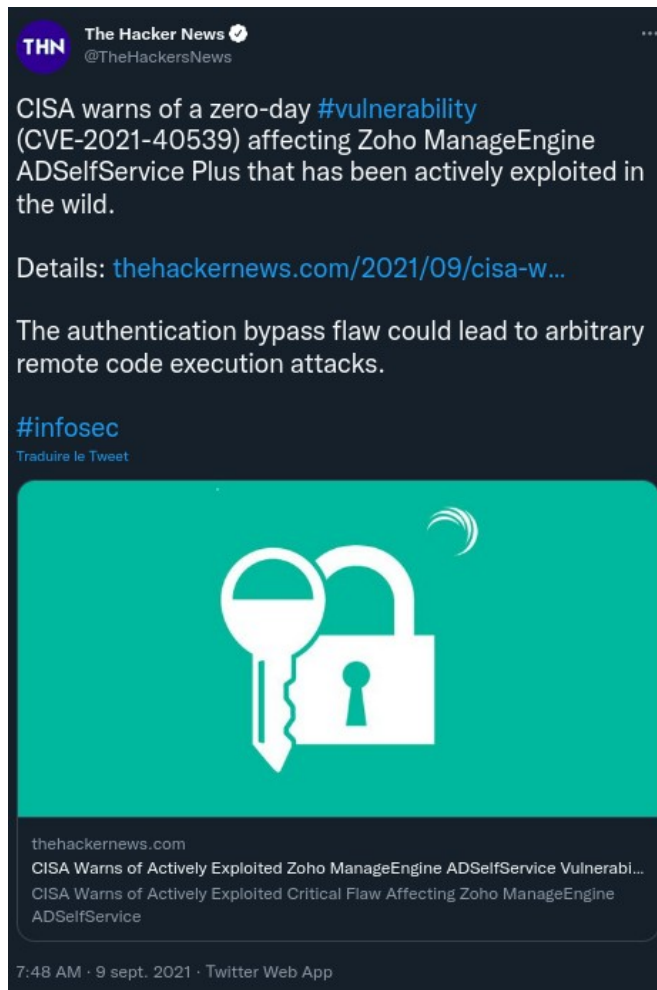 THN
The Hacker News
@TheHackersNews
CISA warns of a zero-day #vulnerability
(CVE-2021-40539) affecting Zoho ManageEngine
ADSelfService Plus that has been actively exploited in
the wild.
Details: thehackernews.com/2021/09/cisa-w...
The authentication bypass flaw could lead to arbitrary
remote code execution attacks.
#infosec
Traduire le Tweet
thehackernews.com
CISA Warns of Actively Exploited Zoho ManageEngine ADSelfService Vulnerabi...
CISA Warns of Actively Exploited Critical Flaw Affecting Zoho ManageEngine
ADSelfService
7:48 AM · 9 sept. 2021 · Twitter Web App